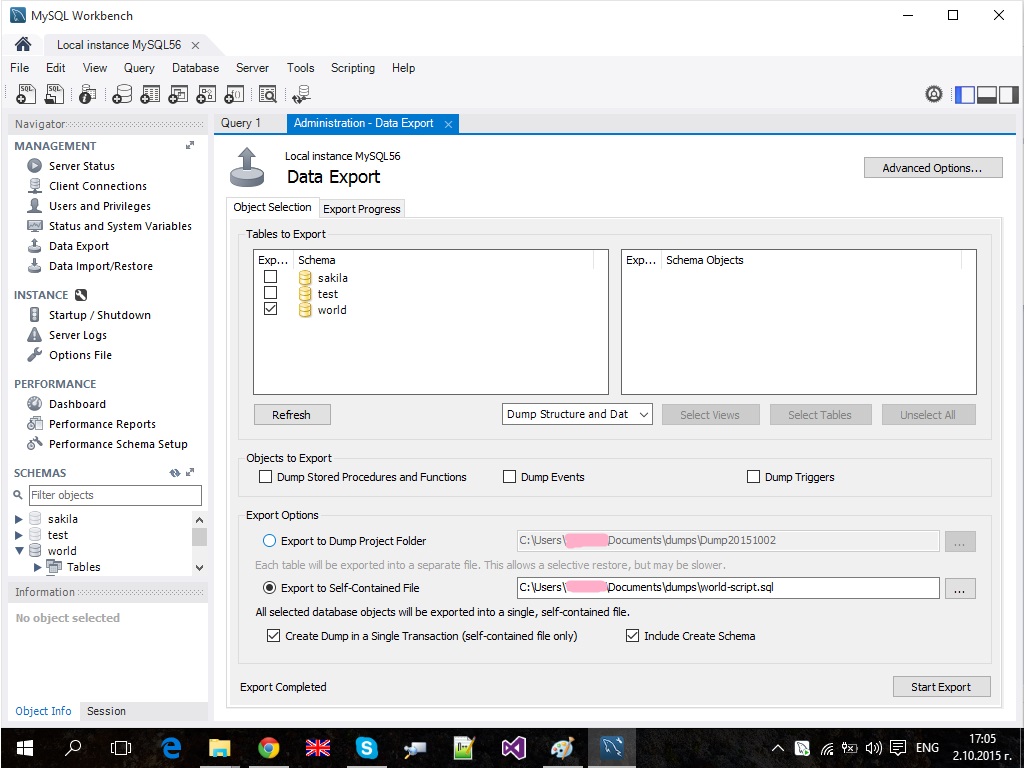 MySQL Workbench
Local instance MySQL56
File Edit View Query Database Server Tools Scripting Help
Navigator
MANAGEMENT
Server Status
Client Connections
Users and Privileges
Status and System Variables
Data Export
Data Import/Restore
INSTANCE
Startup / Shutdown
Server Logs
Options File
PERFORMANCE
Dashboard
Performance Reports
Performance Schema Setup
SCHEMAS
Filter objects
sakila
test
world
Tables
Information
No object selected
Object Info Session
Query 1 Administration - Data Export
Local instance MySQL56
Data Export
Advanced Options...
Object Selection Export Progress
Tables to Export
Exp... Schema
sakila
test
world
Exp... Schema Objects
Refresh Dump Structure and Dat Select Views Select Tables Unselect All
Objects to Export
Dump Stored Procedures and Functions Dump Events Dump Triggers
Export Options
Export to Dump Project Folder C:\Users\ \Documents\dumps\Dump20151002 ...
Each table will be exported into a separate file. This allows a selective restore, but may be slower.
Export to Self-Contained File C:\Users\ \Documents\dumps\world-script.sql ...
All selected database objects will be exported into a single, self-contained file.
Create Dump in a Single Transaction (self-contained file only) Include Create Schema
Export Completed Start Export
ENG
17:05
2.10.2015 г.